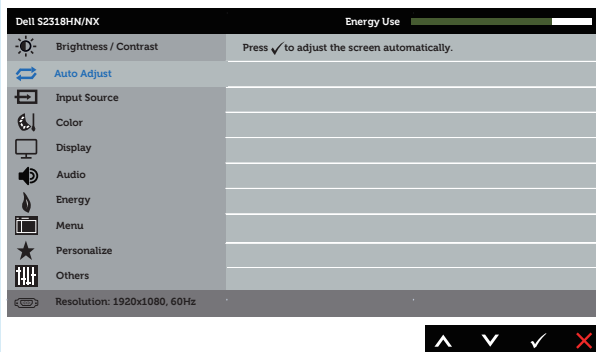 Dell S2318HN/NX Energy Use
Brightness / Contrast Press ✓to adjust the screen automatically.
Auto Adjust
Input Source
Color
Display
Audio
Energy
Menu
Personalize
Others
Resolution: 1920x1080, 60Hz